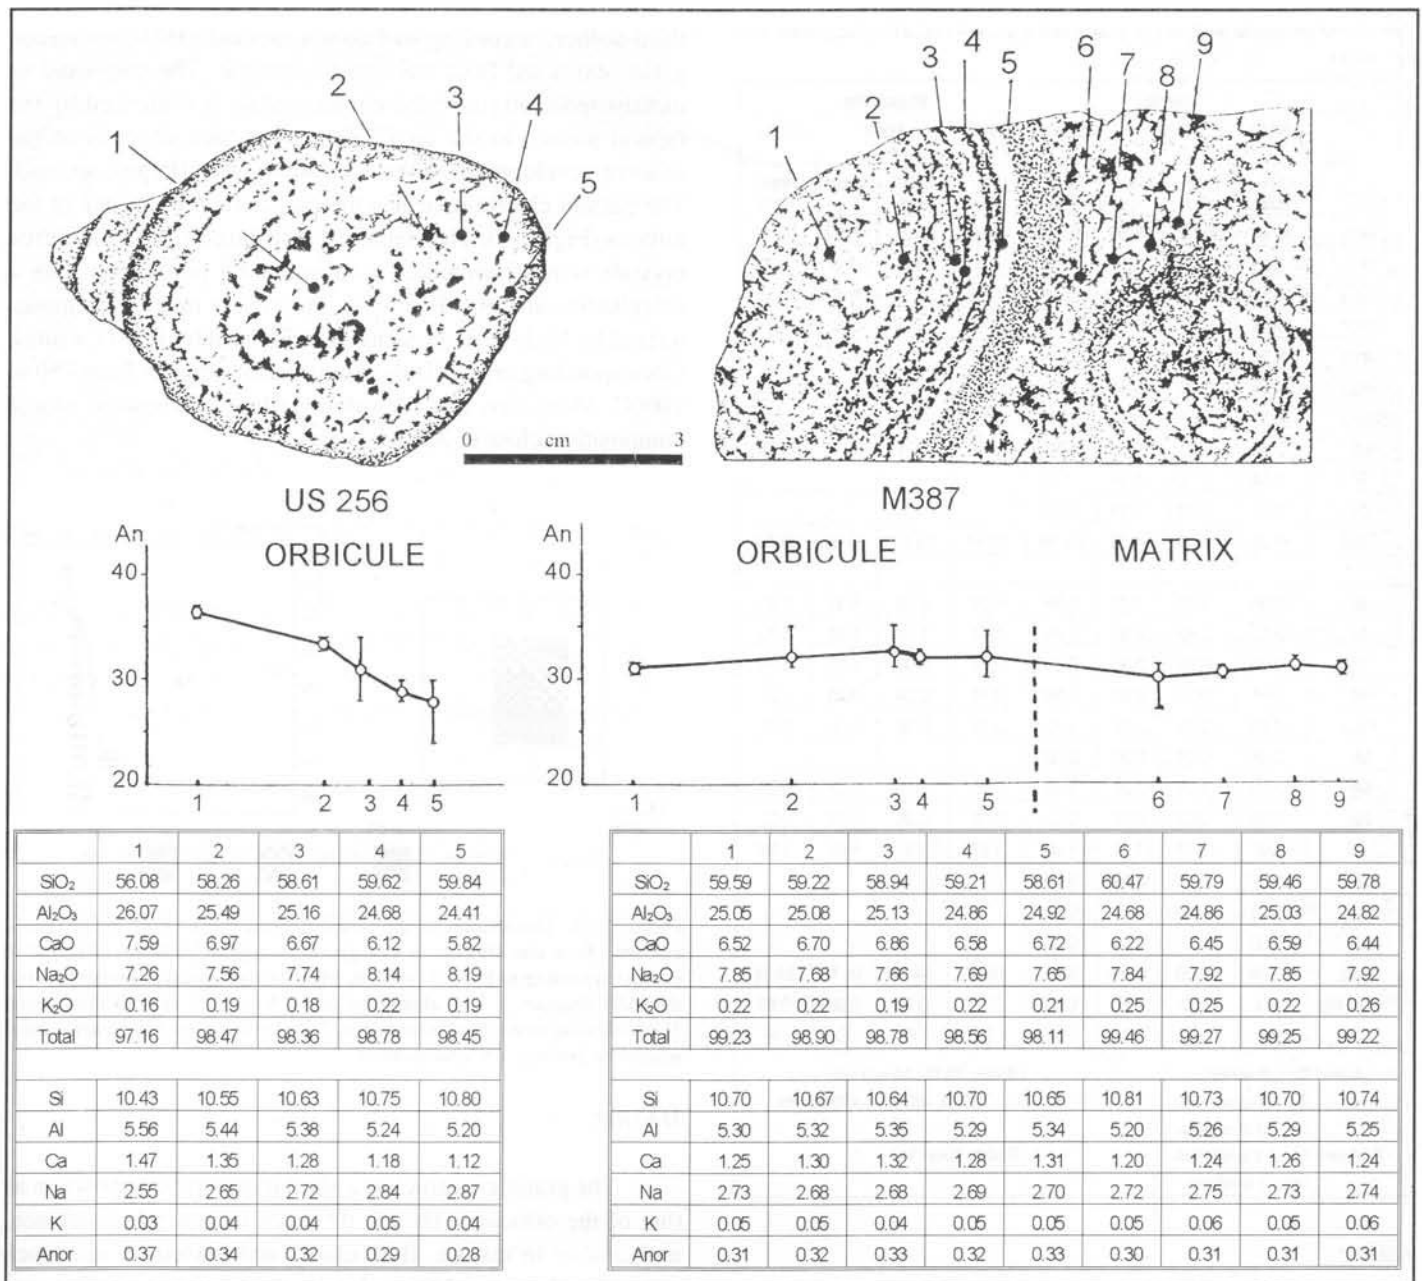 1 2 3 4 5
1 2 3 4 5 6 7 8 9
0 cm 3
US 256
M387
An
ORBICULE
40
30
20
1 2 3 4 5
An
ORBICULE MATRIX
40
30
20
1 2 3 4 5 6 7 8 9
1 2 3 4 5
SiO₂ 56.08 58.26 58.61 59.62 59.84
Al₂O₃ 26.07 25.49 25.16 24.68 24.41
CaO 7.59 6.97 6.67 6.12 5.82
Na₂O 7.26 7.56 7.74 8.14 8.19
K₂O 0.16 0.19 0.18 0.22 0.19
Total 97.16 98.47 98.36 98.78 98.45
Si 10.43 10.55 10.63 10.75 10.80
Al 5.56 5.44 5.38 5.24 5.20
Ca 1.47 1.35 1.28 1.18 1.12
Na 2.55 2.65 2.72 2.84 2.87
K 0.03 0.04 0.04 0.05 0.04
Anor 0.37 0.34 0.32 0.29 0.28
1 2 3 4 5 6 7 8 9
SiO₂ 59.59 59.22 58.94 59.21 58.61 60.47 59.79 59.46 59.78
Al₂O₃ 25.05 25.08 25.13 24.86 24.92 24.68 24.86 25.03 24.82
CaO 6.52 6.70 6.86 6.58 6.72 6.22 6.45 6.59 6.44
Na₂O 7.85 7.68 7.66 7.69 7.65 7.84 7.92 7.85 7.92
K₂O 0.22 0.22 0.19 0.22 0.21 0.25 0.25 0.22 0.26
Total 99.23 98.90 98.78 98.56 98.11 99.46 99.27 99.25 99.22
Si 10.70 10.67 10.64 10.70 10.65 10.81 10.73 10.70 10.74
Al 5.30 5.32 5.35 5.29 5.34 5.20 5.26 5.29 5.25
Ca 1.25 1.30 1.32 1.28 1.31 1.20 1.24 1.26 1.24
Na 2.73 2.68 2.68 2.69 2.70 2.72 2.75 2.73 2.74
K 0.05 0.05 0.04 0.05 0.05 0.05 0.06 0.05 0.06
Anor 0.31 0.32 0.33 0.32 0.33 0.30 0.31 0.31 0.31